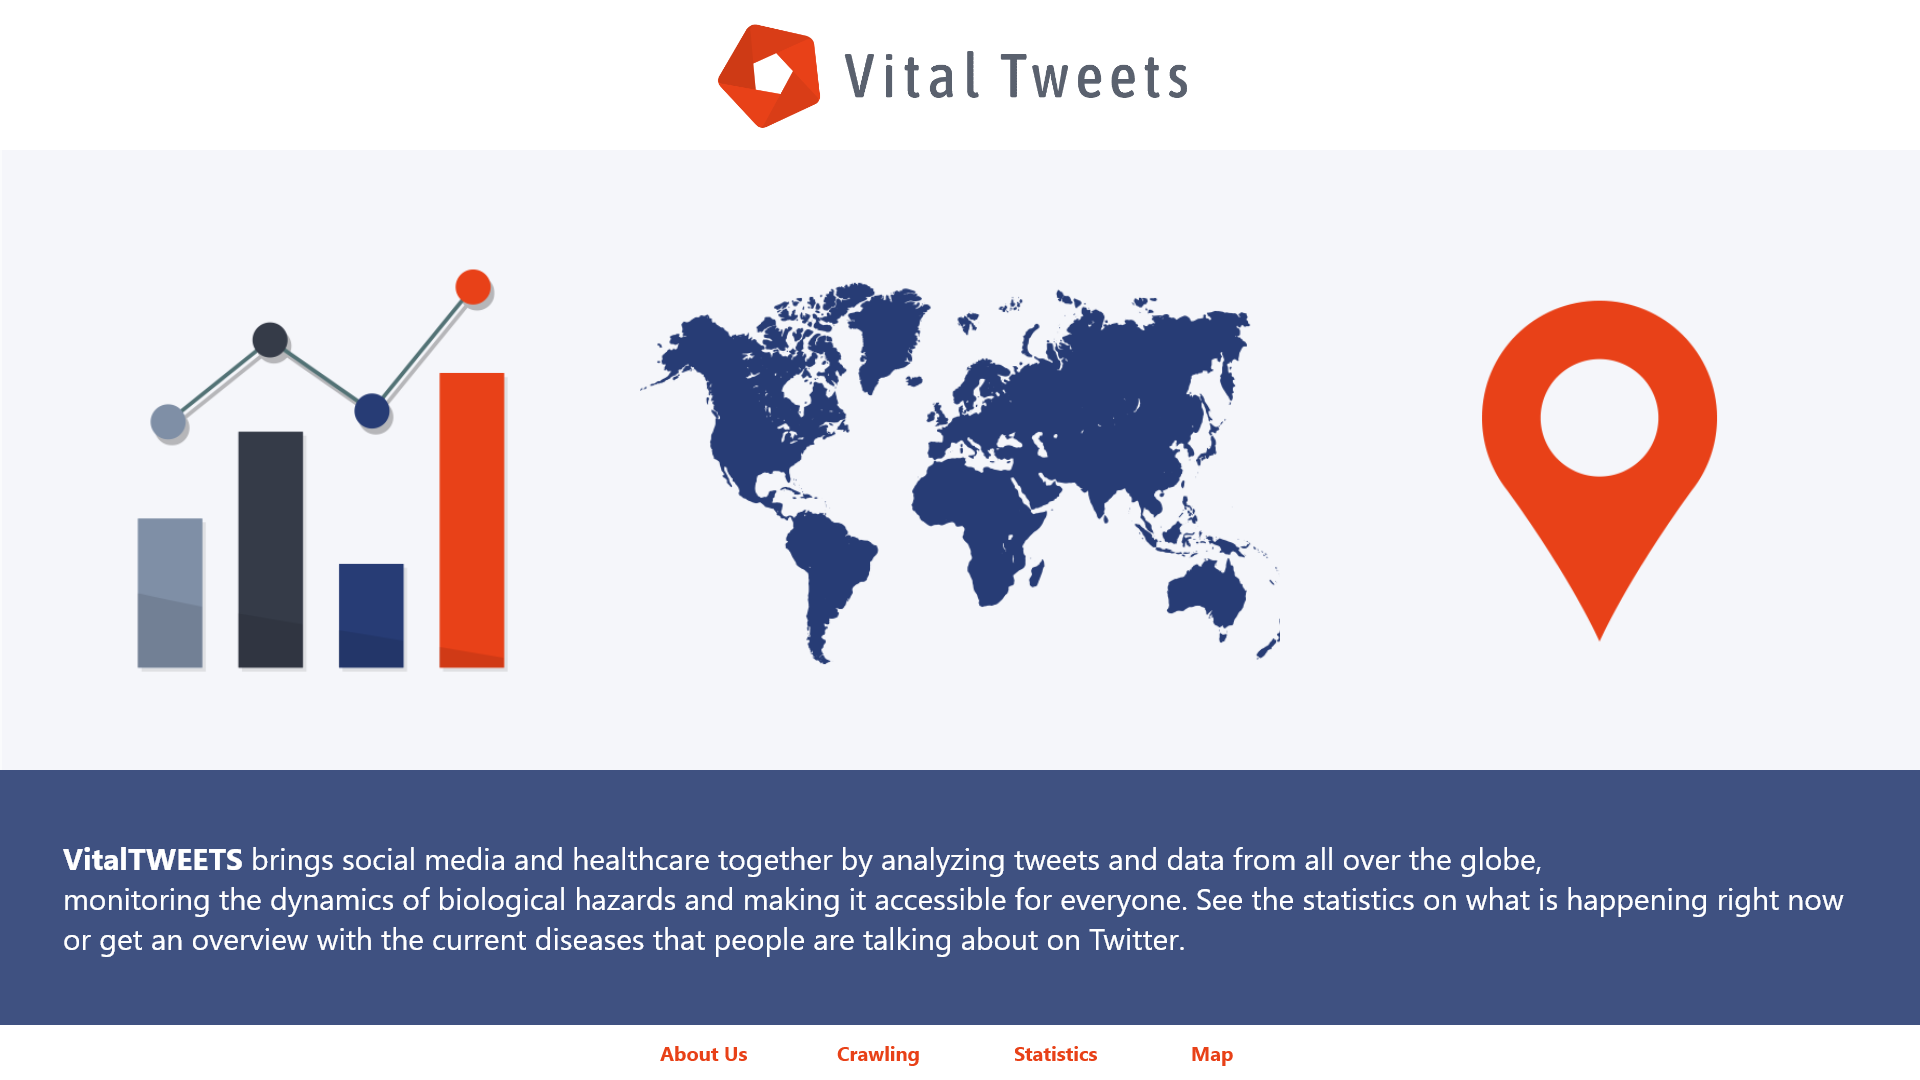 Vital Tweets
VitalTWEETS brings social media and healthcare together by analyzing tweets and data from all over the globe,
monitoring the dynamics of biological hazards and making it accessible for everyone. See the statistics on what is happening right now
or get an overview with the current diseases that people are talking about on Twitter.
About Us Crawling Statistics Map